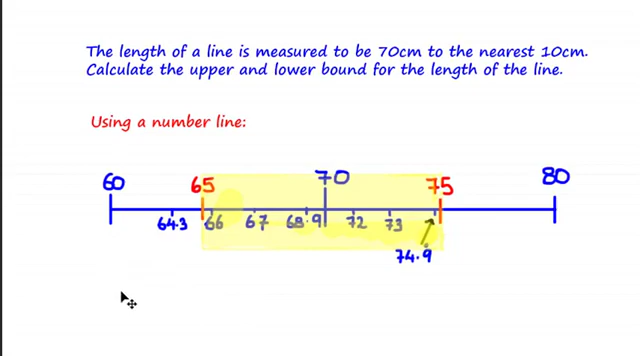 The length of a line is measured to be 70cm to the nearest 10cm.
Calculate the upper and lower bound for the length of the line.
Using a number line:
60 65 70 75 80
64.3 66 67 68.9 72 73
74.9